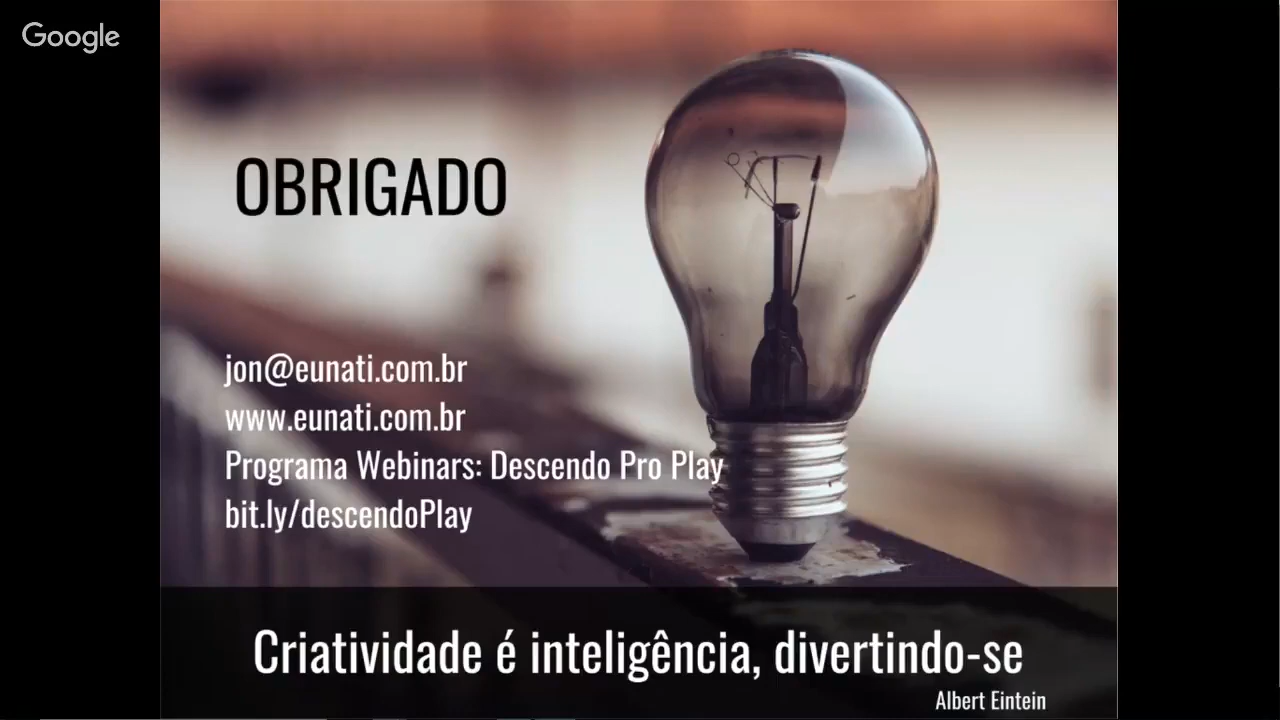 Google
OBRIGADO
jon@eunati.com.br
www.eunati.com.br
Programa Webinars: Descendo Pro Play
bit.ly/descendoPlay
Criatividade é inteligência, divertindo-se
Albert Eintein